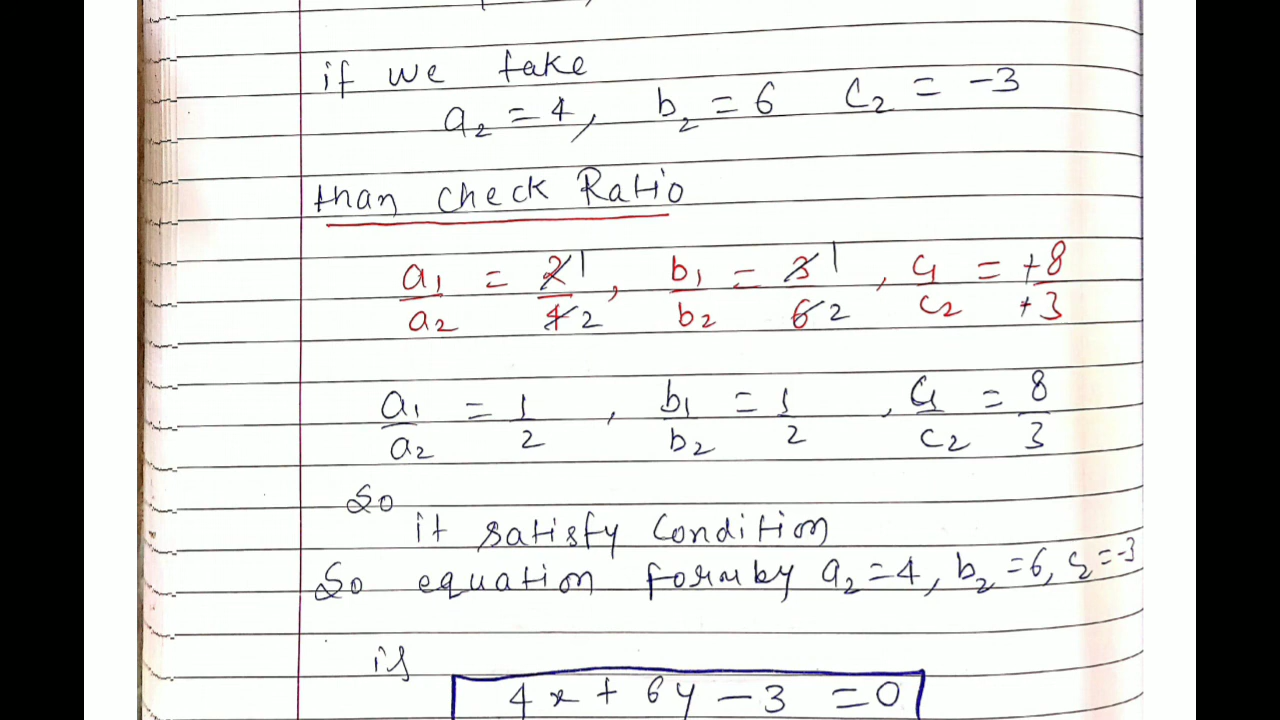 if we take
a₂ = 4, b₂ = 6 c₂ = -3
than check Ratio
a₁/a₂ = 2 1/4 2, b₁/b₂ = 3 1/6 2, c₁/c₂ = +8/+3
a₁/a₂ = 1/2, b₁/b₂ = 1/2, c₁/c₂ = 8/3
So
it satisfy condition
So equation form by a₂ = 4, b₂ = 6, c₂ = -3
is
4x + 6y - 3 = 0